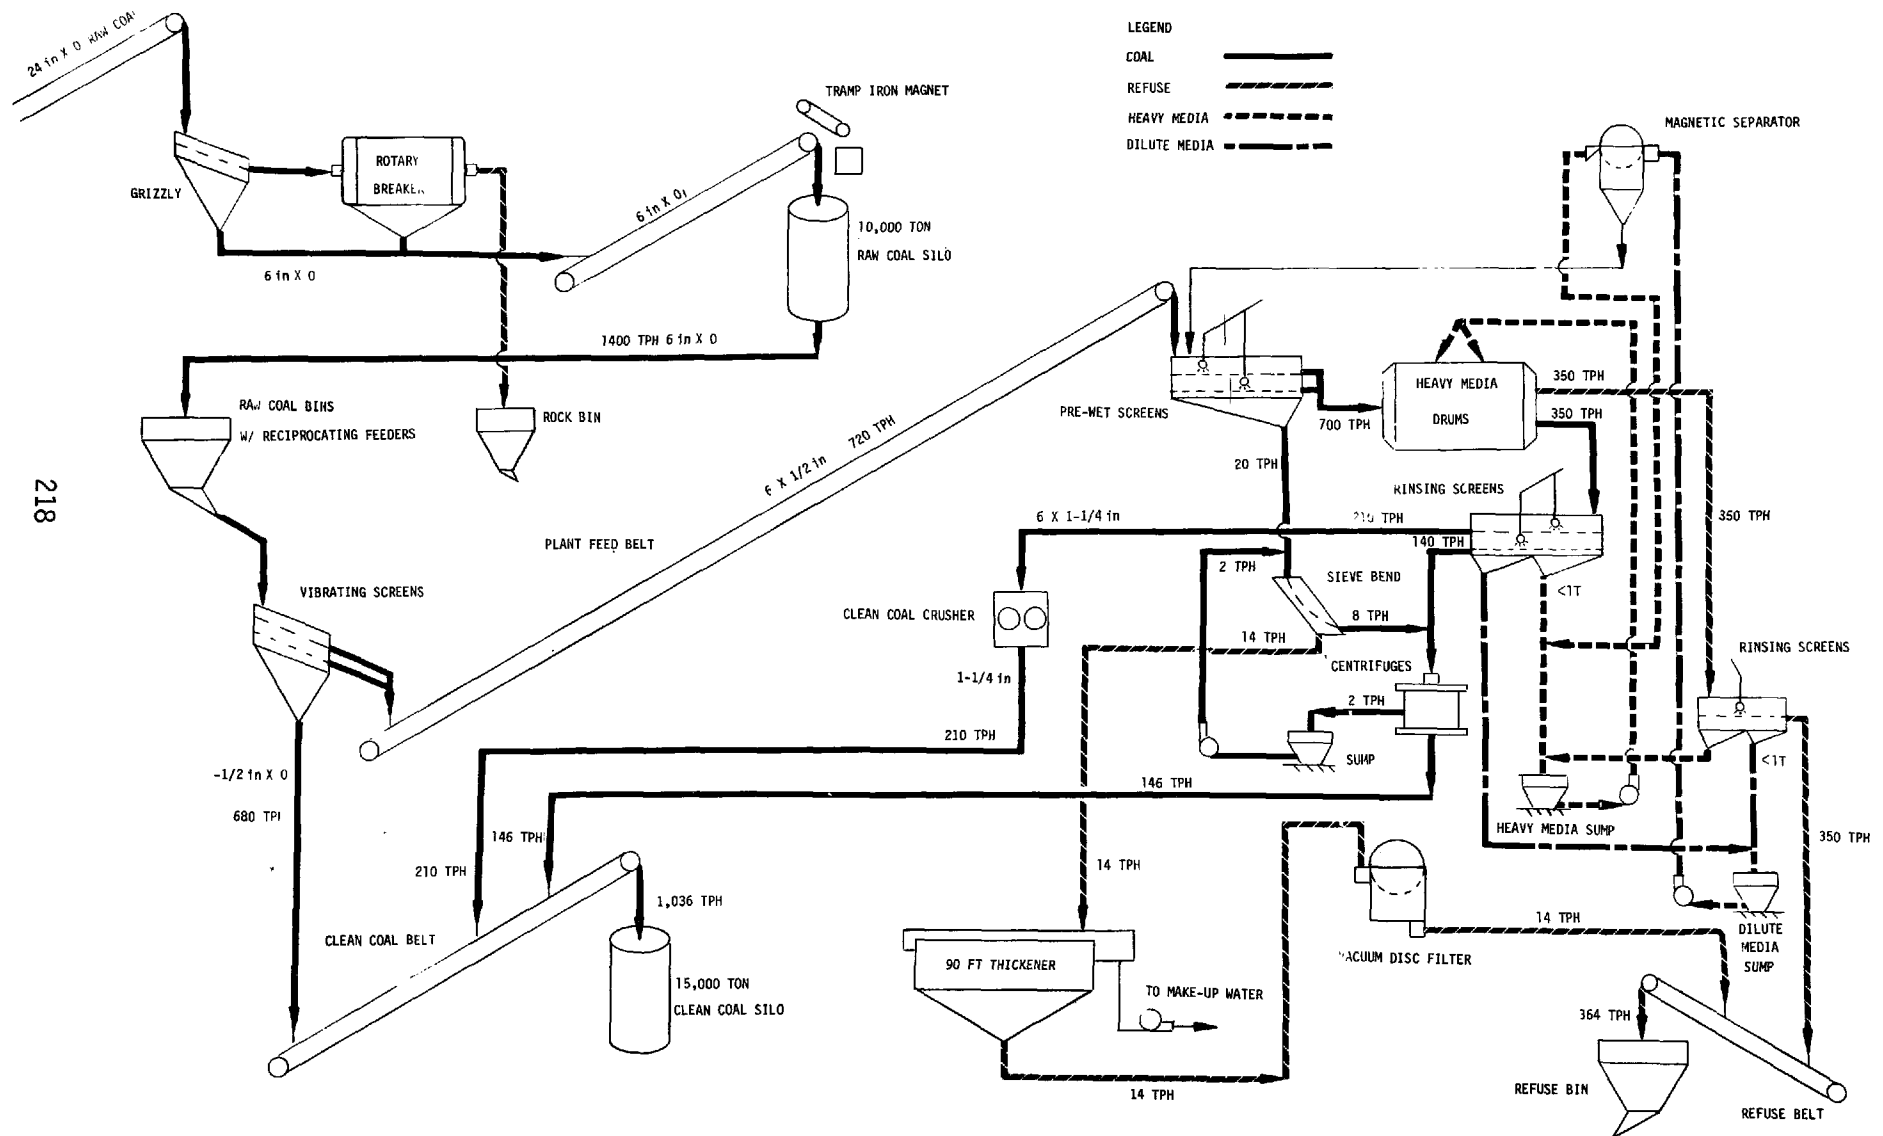 24 in X 0 RAW COAL
LEGEND
COAL
REFUSE
HEAVY MEDIA
DILUTE MEDIA
TRAMP IRON MAGNET
MAGNETIC SEPARATOR
ROTARY
BREAKER
GRIZZLY
6 in X 0
6 in X 0
10,000 TON
RAW COAL SILO
1400 TPH 6 in X 0
RAW COAL BINS
W/ RECIPROCATING FEEDERS
ROCK BIN
PRE-WET SCREENS
700 TPH
HEAVY MEDIA
DRUMS
350 TPH
350 TPH
720 TPH
6 X 1/2 in
20 TPH
RINSING SCREENS
218
6 X 1-1/4 in
210 TPH
140 TPH
350 TPH
PLANT FEED BELT
2 TPH
SIEVE BEND
<1T
VIBRATING SCREENS
CLEAN COAL CRUSHER
8 TPH
14 TPH
RINSING SCREENS
CENTRIFUGES
1-1/4 in
2 TPH
210 TPH
SUMP
<1T
-1/2 in X 0
146 TPH
680 TPH
HEAVY MEDIA SUMP
146 TPH
350 TPH
210 TPH
14 TPH
1,036 TPH
14 TPH
CLEAN COAL BELT
DILUTE
MEDIA
SUMP
VACUUM DISC FILTER
90 FT THICKENER
15,000 TON
CLEAN COAL SILO
TO MAKE-UP WATER
364 TPH
14 TPH
REFUSE BIN
REFUSE BELT